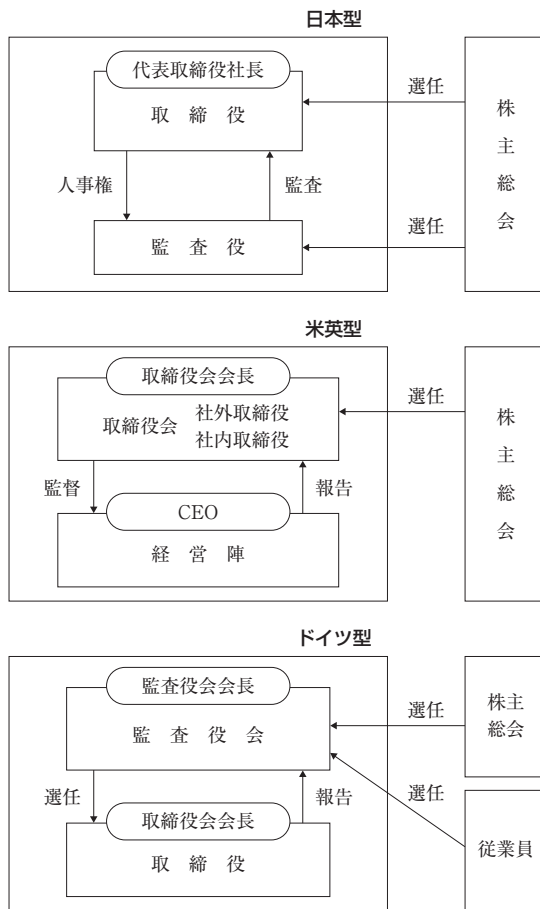 日本型
代表取締役社長
取締役
選任
株主総会
人事権
監査
選任
監査役
米英型
取締役会会長
取締役会
社外取締役
社内取締役
選任
株主総会
監督
報告
CEO
経営陣
ドイツ型
監査役会会長
監査役会
選任
株主
総会
選任
報告
選任
取締役会会長
取締役
従業員